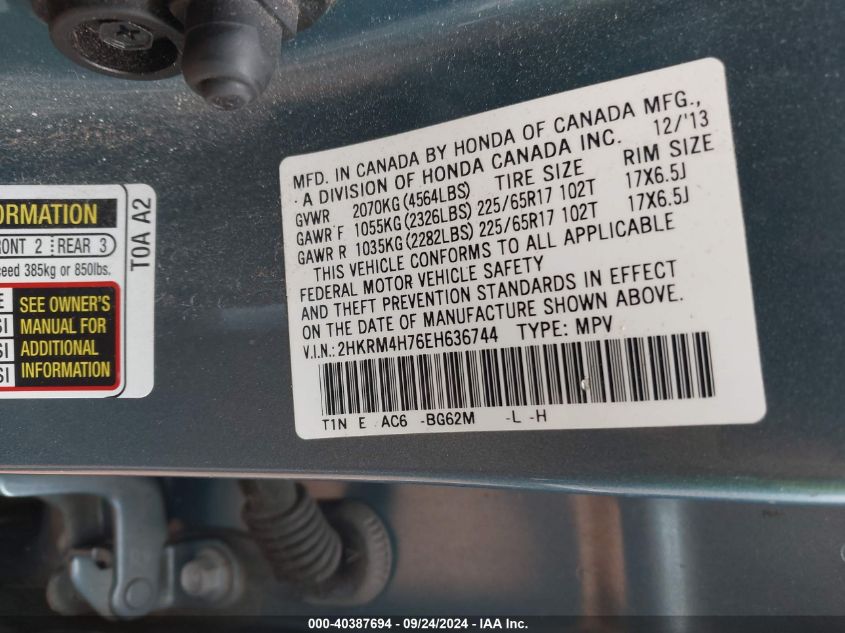 MFD. IN CANADA BY HONDA OF CANADA MFG.,
A DIVISION OF HONDA CANADA INC. 12/'13
GVWR 2070KG(4564LBS) TIRE SIZE RIM SIZE
GAWR F 1055KG(2326LBS) 225/65R17 102T 17X6.5J
GAWR R 1035KG(2282LBS) 225/65R17 102T 17X6.5J
THIS VEHICLE CONFORMS TO ALL APPLICABLE
FEDERAL MOTOR VEHICLE SAFETY
AND THEFT PREVENTION STANDARDS IN EFFECT
ON THE DATE OF MANUFACTURE SHOWN ABOVE.
V.I.N.:2HKRM4H76EH636744 TYPE: MPV
T1N E AC6 -BG62M -L -H
ORMATION
RONT 2 REAR 3
ceed 385kg or 850lbs.
SEE OWNER'S
MANUAL FOR
ADDITIONAL
INFORMATION
T0A A2
000-40387694 - 09/24/2024 - IAA Inc.